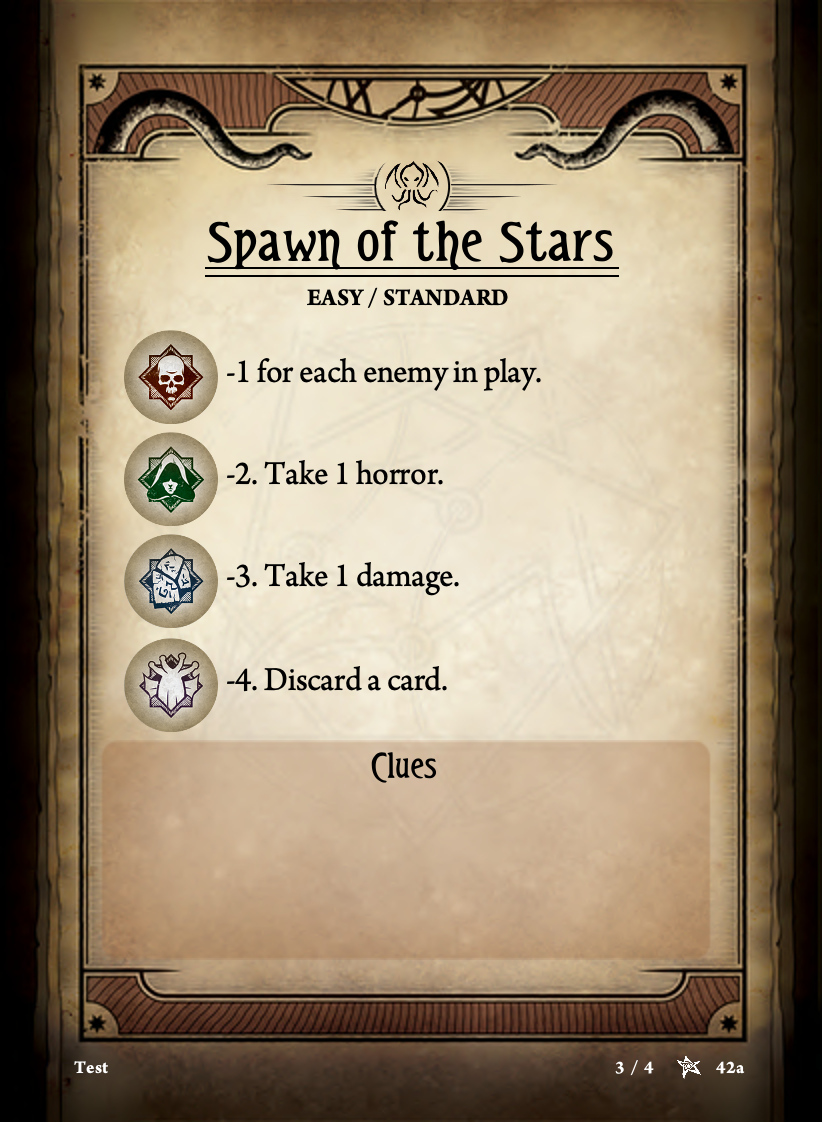 Spawn of the Stars
EASY / STANDARD
-1 for each enemy in play.
-2. Take 1 horror.
-3. Take 1 damage.
-4. Discard a card.
Clues
Test
3 / 4 42a